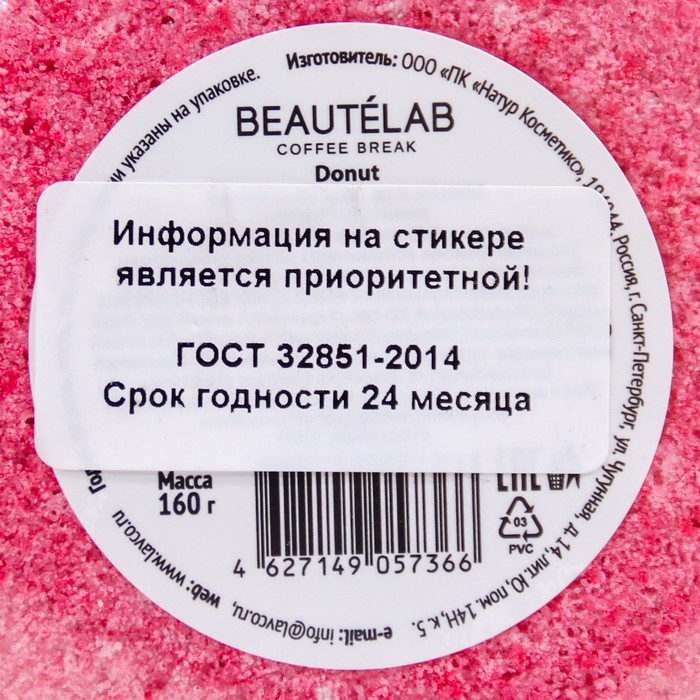 Изготовитель: ООО «ПК «Натур Косметикс»,
Россия, г. Санкт-Петербург, ул. Чугунная, д. 14, лит. Ю, пом. 14Н, к 5.
e-mail: info@lavco.ru, web: www.lavco.ru
указаны на упаковке.
BEAUTÉLAB
COFFEE BREAK
Donut
Информация на стикере
является приоритетной!
ГОСТ 32851-2014
Срок годности 24 месяца
Масса
160 г
4 627149 057366
EAC
03
PVC